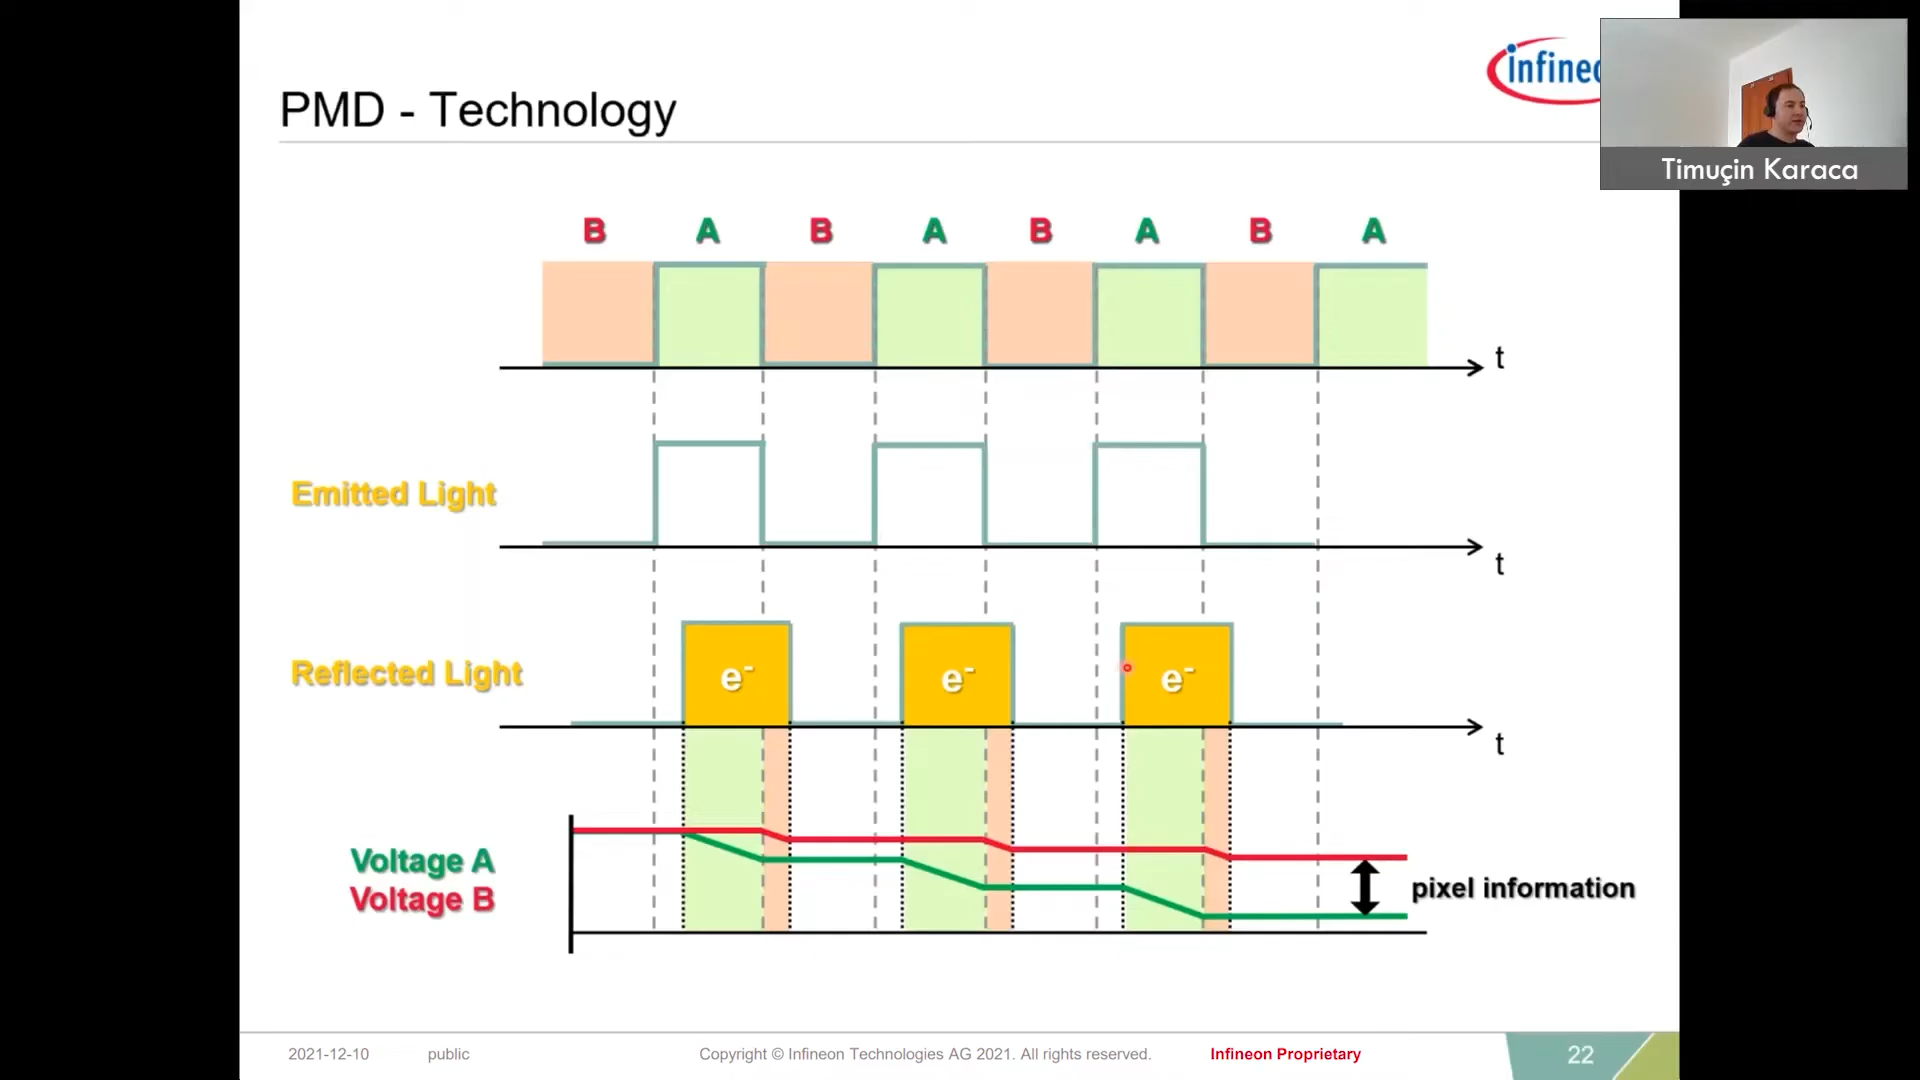 infineo
Timuçin Karaca
PMD - Technology
B A B A B A B A
t
Emitted Light
t
e-
e-
e-
Reflected Light
t
Voltage A
Voltage B
pixel information
2021-12-10
public
Copyright © Infineon Technologies AG 2021. All rights reserved.
Infineon Proprietary
22